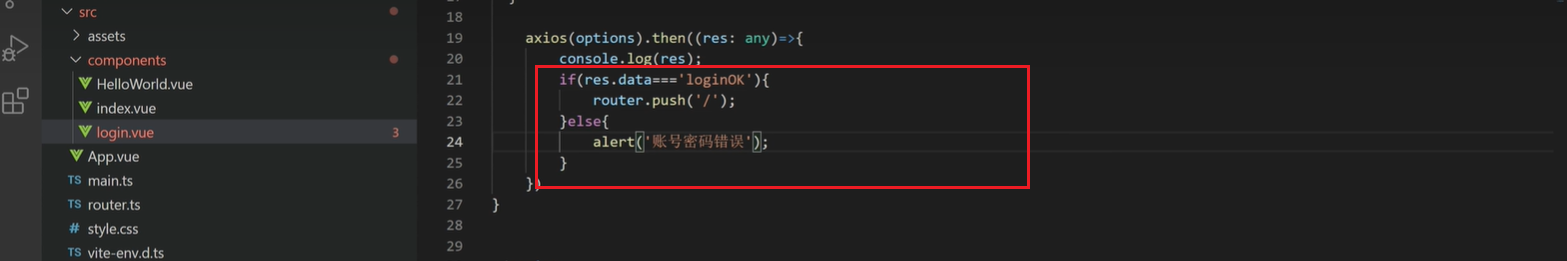 src
assets
components
HelloWorld.vue
index.vue
login.vue 3
App.vue
TS main.ts
TS router.ts
# style.css
TS vite-env.d.ts
18
19 axios(options).then((res: any)=>{
20 console.log(res);
21 if(res.data==='loginOK'){
22 router.push('/');
23 }else{
24 alert('账号密码错误');
25 }
26 })
27 }
28
29